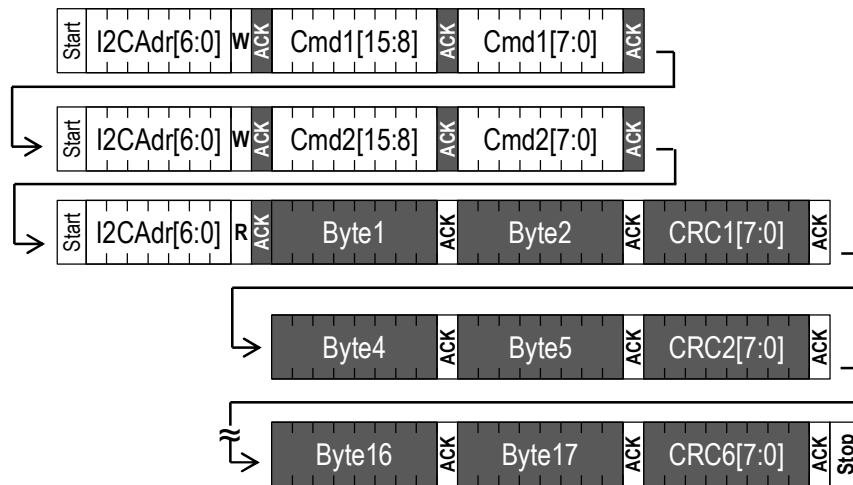 Start I2CAdr[6:0] W ACK Cmd1[15:8] ACK Cmd1[7:0] ACK
Start I2CAdr[6:0] W ACK Cmd2[15:8] ACK Cmd2[7:0] ACK
Start I2CAdr[6:0] R ACK Byte1 ACK Byte2 ACK CRC1[7:0] ACK
Byte4 ACK Byte5 ACK CRC2[7:0] ACK
Byte16 ACK Byte17 ACK CRC6[7:0] ACK Stop